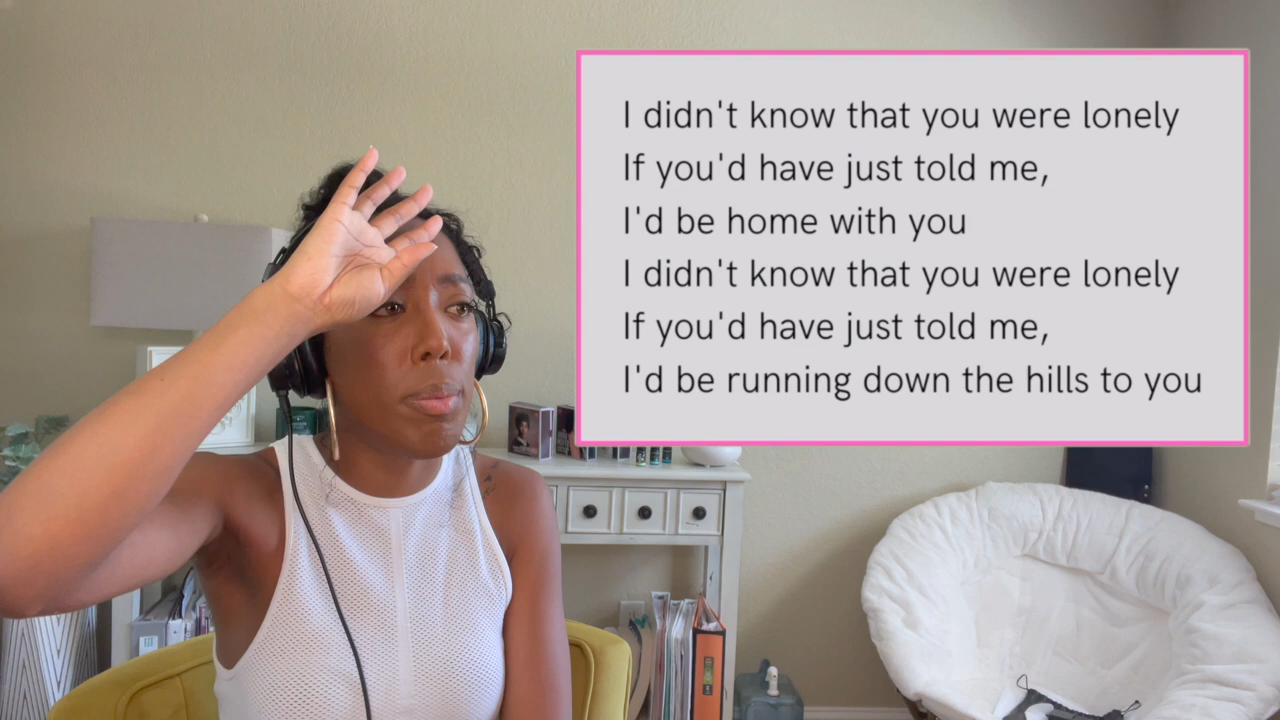 I didn't know that you were lonely
If you'd have just told me,
I'd be home with you
I didn't know that you were lonely
If you'd have just told me,
I'd be running down the hills to you